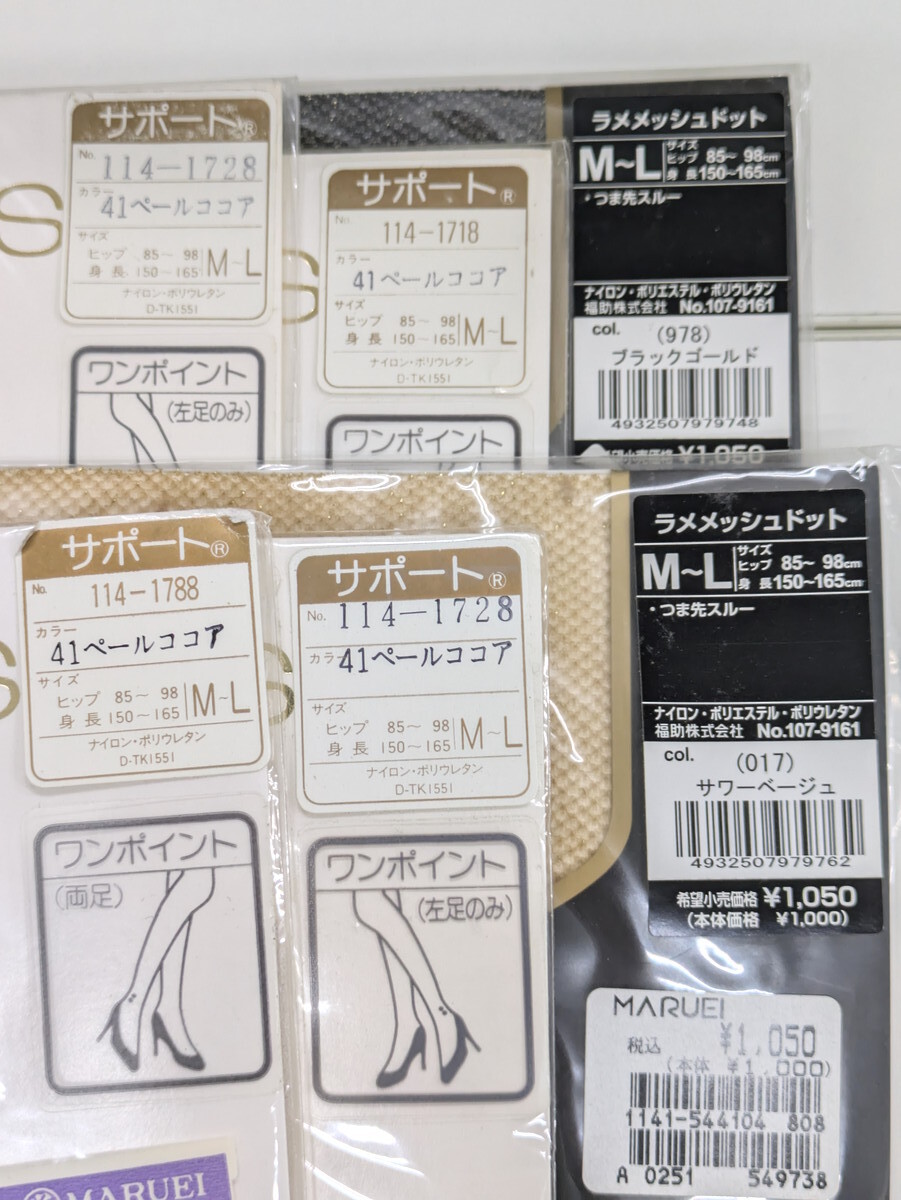 サポート®
No. 114-1728
カラー
41ペールココア
サイズ
ヒップ 85～ 98
身長 150～165
M~L
ナイロン・ポリウレタン
D-TK1551
ワンポイント
(左足のみ)
S
サポート®
No. 114-1718
カラー
41ペールココア
サイズ
ヒップ 85～ 98
身長 150～165
M~L
ナイロン・ポリウレタン
D-TK1551
ワンポイント
S
ラメメッシュドット
M~L
サイズ
ヒップ 85～ 98cm
身長 150～165cm
・つま先スルー
ナイロン・ポリエステル・ポリウレタン
福助株式会社 No.107-9161
col. (978)
ブラックゴールド
4932507979748
希望小売価格 ¥1,050
サポート®
No. 114-1788
カラー
41ペールココア
サイズ
ヒップ 85～ 98
身長 150～165
M~L
ナイロン・ポリウレタン
D-TK1551
ワンポイント
(両足)
MARUEI
S
サポート®
No. 114-1728
カラー
41ペールココア
サイズ
ヒップ 85～ 98
身長 150～165
M~L
ナイロン・ポリウレタン
D-TK1551
ワンポイント
(左足のみ)
S
ラメメッシュドット
M~L
サイズ
ヒップ 85～ 98cm
身長 150～165cm
・つま先スルー
ナイロン・ポリエステル・ポリウレタン
福助株式会社 No.107-9161
col. (017)
サワーベージュ
4932507979762
希望小売価格 ¥1,050
(本体価格 ¥1,000)
MARUEI
税込 ¥1,050
(本体 ¥1,000)
1141-544104 808
A 0251 549738